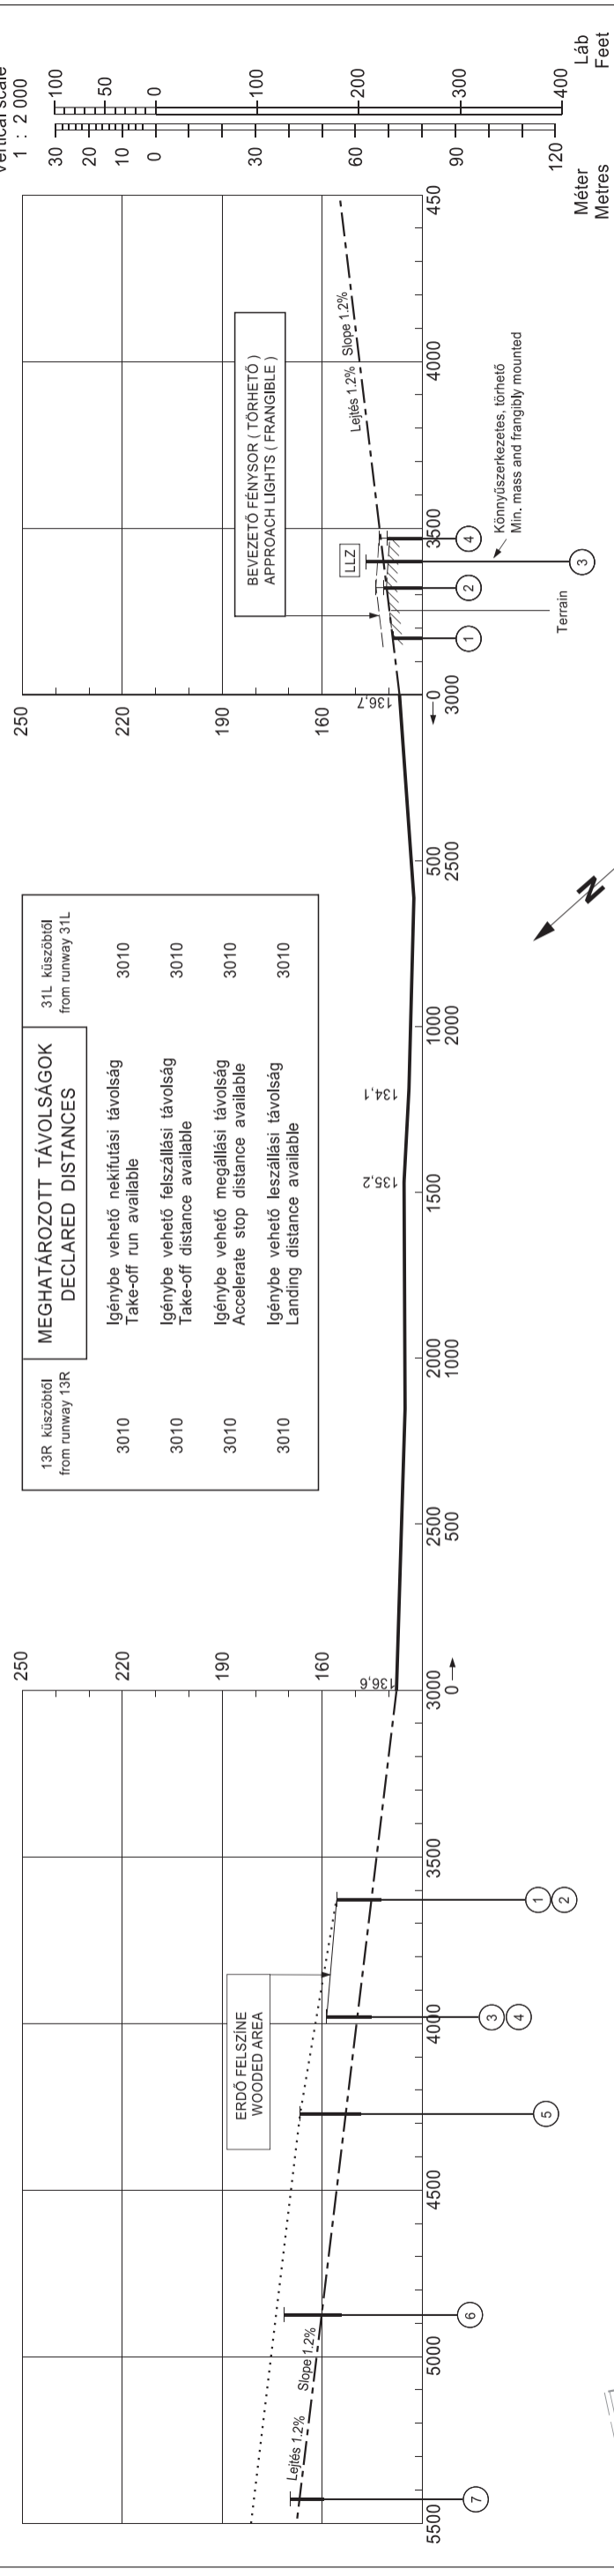 Vertical scale
1 : 2 000
100
50
0
100
200
300
400
Láb
Feet
30
20
10
0
30
60
90
120
Méter
Metres
250
220
190
160
BEVEZETŐ FÉNYSOR ( TÖRHETŐ )
APPROACH LIGHTS ( FRANGIBLE )
LLZ
Lejtés 1.2% Slope 1.2%
136,7
0
3000
3500
4000
450
1
2
3
4
Terrain
Könnyűszerkezetes, törhető
Min. mass and frangibly mounted
N
MEGHATÁROZOTT TÁVOLSÁGOK
DECLARED DISTANCES
13R küszöbtől
from runway 13R
31L küszöbtől
from runway 31L
3010 Igénybe vehető nekifutási távolság 3010
Take-off run available
3010 Igénybe vehető felszállási távolság 3010
Take-off distance available
3010 Igénybe vehető megállási távolság 3010
Accelerate stop distance available
3010 Igénybe vehető leszállási távolság 3010
Landing distance available
134,1
135,2
136,6
3000 2500 2000 1500 1000 500
0 500 1000 2000 2500
250
220
190
160
ERDŐ FELSZÍNE
WOODED AREA
Lejtés 1.2% Slope 1.2%
5500 5000 4500 4000 3500
7
6
5
3 4
1 2